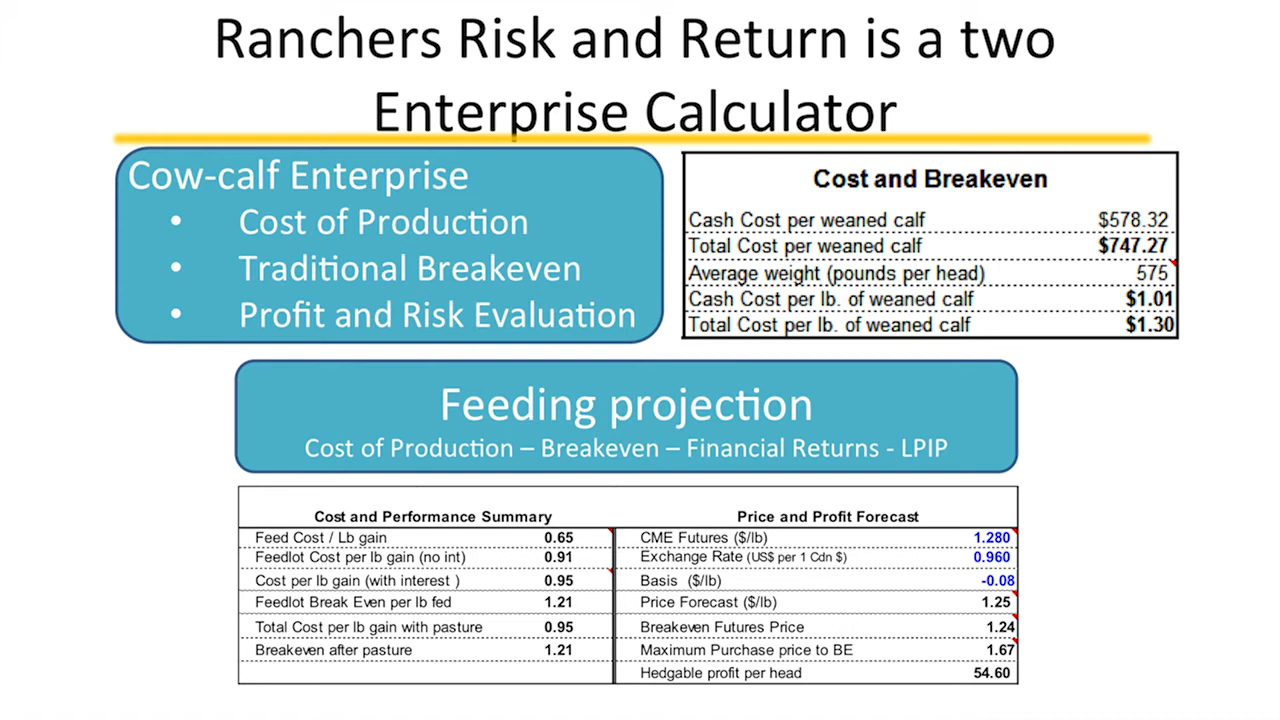 Ranchers Risk and Return is a two
Enterprise Calculator
Cow-calf Enterprise
• Cost of Production
• Traditional Breakeven
• Profit and Risk Evaluation
Cost and Breakeven
Cash Cost per weaned calf $578.32
Total Cost per weaned calf $747.27
Average weight (pounds per head) 575
Cash Cost per lb. of weaned calf $1.01
Total Cost per lb. of weaned calf $1.30
Feeding projection
Cost of Production – Breakeven – Financial Returns - LPIP
Cost and Performance Summary
Feed Cost / Lb gain 0.65
Feedlot Cost per lb gain (no int) 0.91
Cost per lb gain (with interest ) 0.95
Feedlot Break Even per lb fed 1.21
Total Cost per lb gain with pasture 0.95
Breakeven after pasture 1.21
Price and Profit Forecast
CME Futures ($/lb) 1.280
Exchange Rate (US$ per 1 Cdn $) 0.960
Basis ($/lb) -0.08
Price Forecast ($/lb) 1.25
Breakeven Futures Price 1.24
Maximum Purchase price to BE 1.67
Hedgable profit per head 54.60